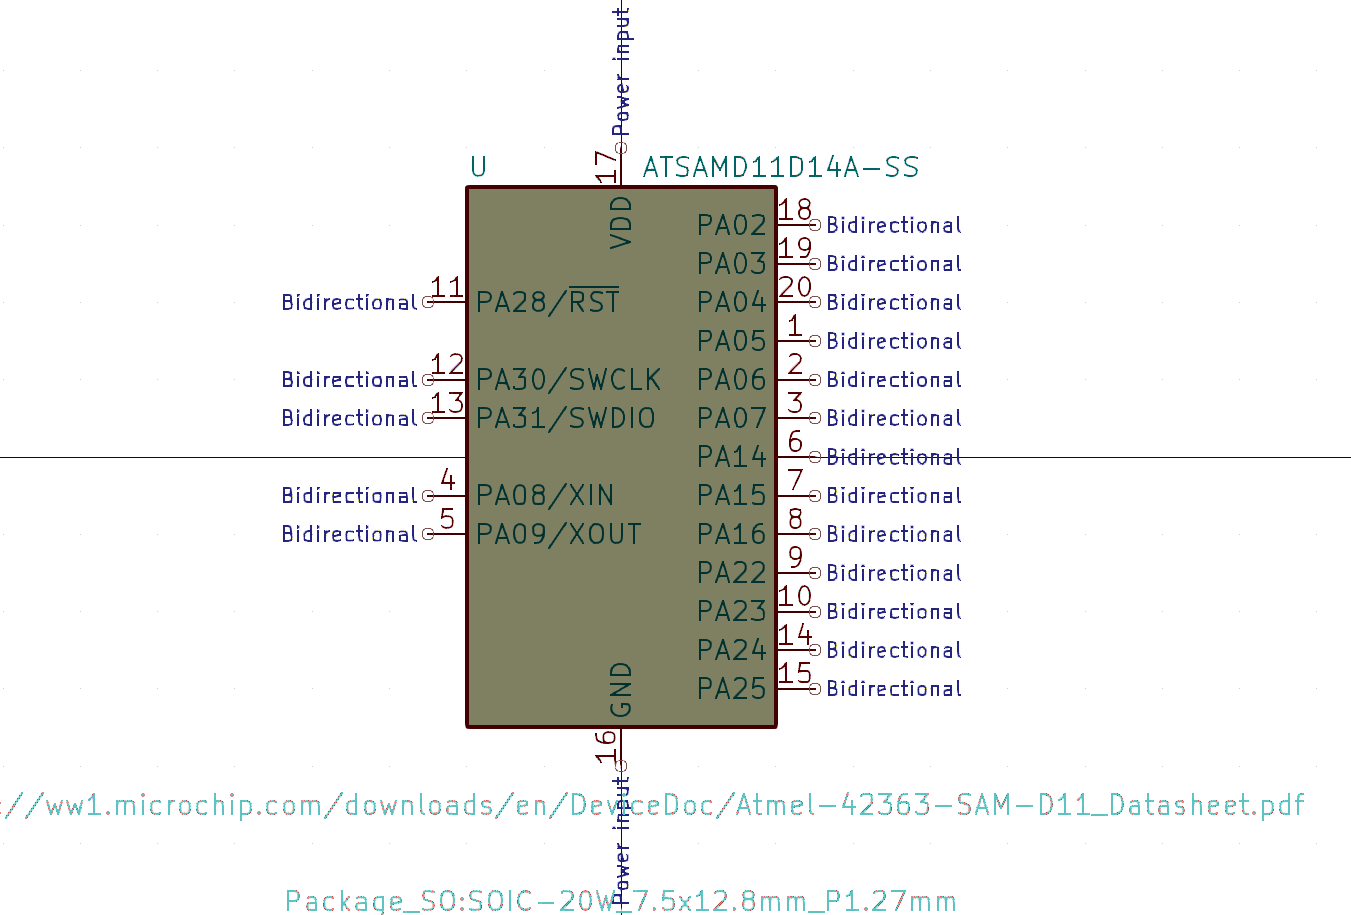 Power input
17
U ATSAMD11D14A-SS
VDD
PA02 18 Bidirectional
PA03 19 Bidirectional
Bidirectional 11 PA28/RST PA04 20 Bidirectional
PA05 1 Bidirectional
Bidirectional 12 PA30/SWCLK PA06 2 Bidirectional
Bidirectional 13 PA31/SWDIO PA07 3 Bidirectional
PA14 6 Bidirectional
Bidirectional 4 PA08/XIN PA15 7 Bidirectional
Bidirectional 5 PA09/XOUT PA16 8 Bidirectional
PA22 9 Bidirectional
PA23 10 Bidirectional
PA24 14 Bidirectional
PA25 15 Bidirectional
GND
16
://ww1.microchip.com/downloads/en/DeviceDoc/Atmel-42363-SAM-D11_Datasheet.pdf
Power input
Package_SO:SOIC-20W_7.5x12.8mm_P1.27mm